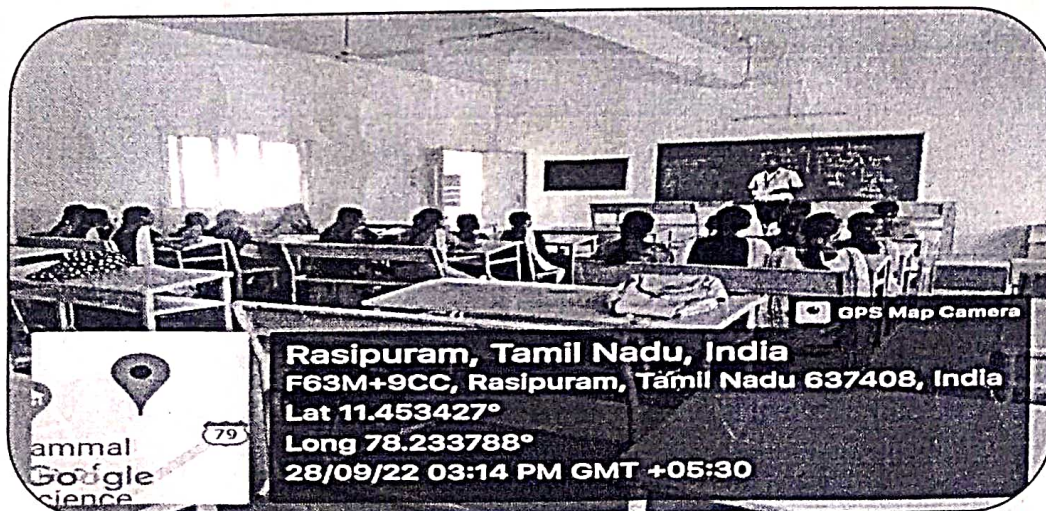 GPS Map Camera
Rasipuram, Tamil Nadu, India
F63M+9CC, Rasipuram, Tamil Nadu 637408, India
Lat 11.453427°
Long 78.233788°
28/09/22 03:14 PM GMT +05:30
79
ammal
Google
cience